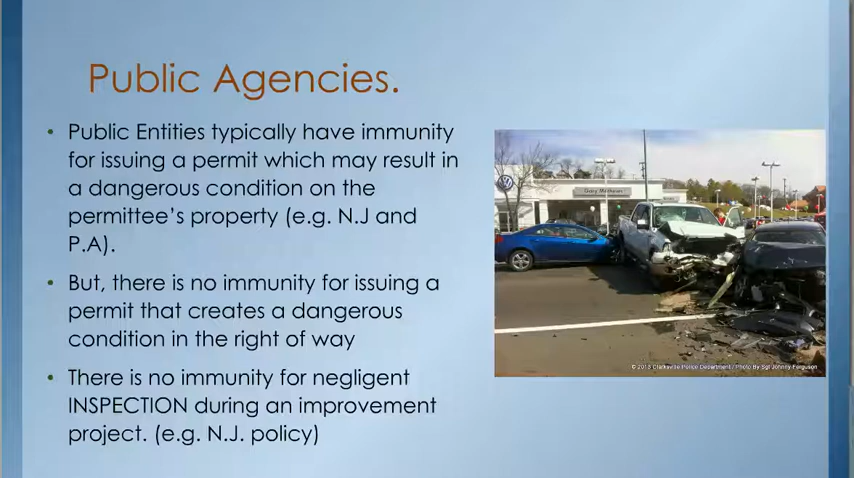 Public Agencies.
• Public Entities typically have immunity
for issuing a permit which may result in
a dangerous condition on the
permittee's property (e.g. N.J and
P.A).
• But, there is no immunity for issuing a
permit that creates a dangerous
condition in the right of way
• There is no immunity for negligent
INSPECTION during an improvement
project. (e.g. N.J. policy)
Gary Mathews
© 2013 Clarksville Police Department / Photo By Sgt Johnny Ferguson